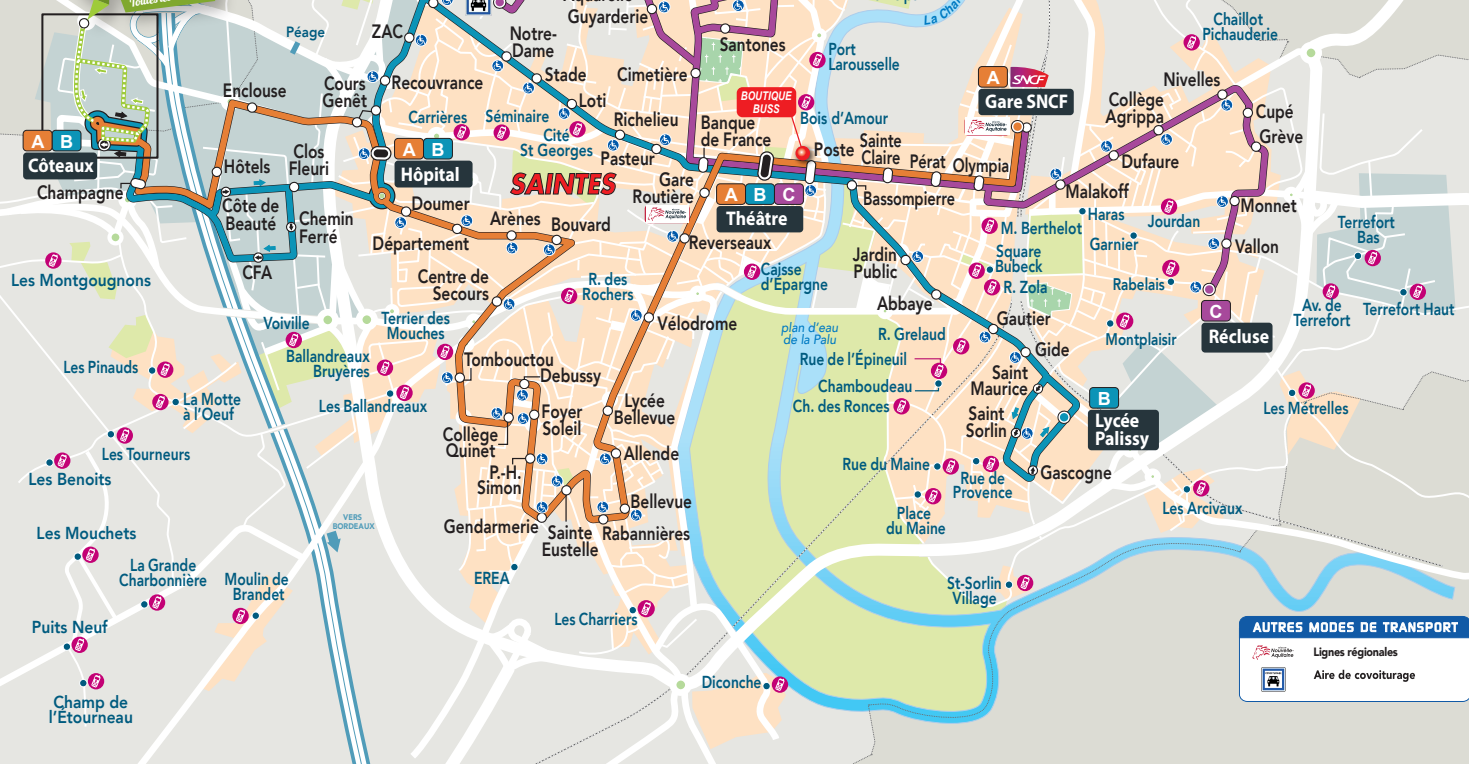 Péage
ZAC
Guyarderie
La Char
Notre-
Dame
Santones
Port
Larousselle
Chaillot
Pichauderie
Enclouse
Cours
Genêt
Recouvrance
Stade
Cimetière
Loti
BOUTIQUE
BUSS
A SNCF
Gare SNCF
Nivelles
Collège
Agrippa
Cupé
Grève
Carrières
Séminaire
Cité
St Georges
Richelieu
Banque
de France
Bois d'Amour
Nouvelle-
Aquitaine
A B
Côteaux
A B
Hôpital
Hôtels
Clos
Fleuri
Pasteur
Poste
Sainte
Claire
Pérat
Olympia
Dufaure
Malakoff
SAINTES
Champagne
Côte de
Beauté
Chemin
Ferré
Doumer
Gare
Routière
Nouvelle-
Aquitaine
A B C
Théâtre
Bassompierre
Haras
Jourdan
Monnet
Arènes
Bouvard
Département
Reverseaux
M. Berthelot
Garnier
Vallon
Terrefort
Bas
CFA
Les Montgougnons
Centre de
Secours
R. des
Rochers
Caisse
d'Épargne
Jardin
Public
Square
Bubeck
R. Zola
Rabelais
C
Récluse
Av. de
Terrefort
Terrefort Haut
Abbaye
Voiville
Terrier des
Mouches
Vélodrome
plan d'eau
de la Palu
R. Grelaud
Gautier
Montplaisir
Ballandreaux
Bruyères
Rue de l'Épineuil
Gide
Les Pinauds
Tombouctou
Debussy
Chamboudeau
Saint
Maurice
La Motte
à l'Oeuf
Les Ballandreaux
Foyer
Soleil
Lycée
Bellevue
Ch. des Ronces
B
Lycée
Palissy
Les Métrelles
Saint
Sorlin
Collège
Quinet
Les Tourneurs
Allende
Rue du Maine
Gascogne
Les Benoits
P.-H.
Simon
Rue de
Provence
Bellevue
Les Arcivaux
VERS
BORDEAUX
Gendarmerie
Sainte
Eustelle
Rabannières
Place
du Maine
Les Mouchets
La Grande
Charbonnière
Moulin de
Brandet
EREA
St-Sorlin
Village
Les Charriers
Puits Neuf
Diconche
Champ de
l'Étourneau
AUTRES MODES DE TRANSPORT
Nouvelle-
Aquitaine
Lignes régionales
Aire de covoiturage